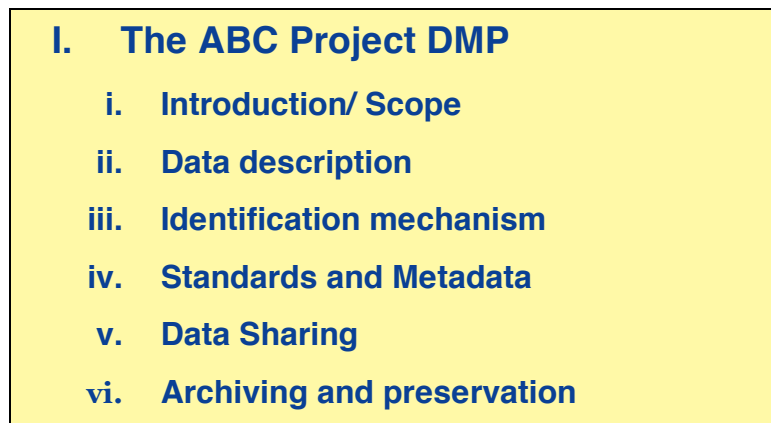 I. The ABC Project DMP
i. Introduction/ Scope
ii. Data description
iii. Identification mechanism
iv. Standards and Metadata
v. Data Sharing
vi. Archiving and preservation